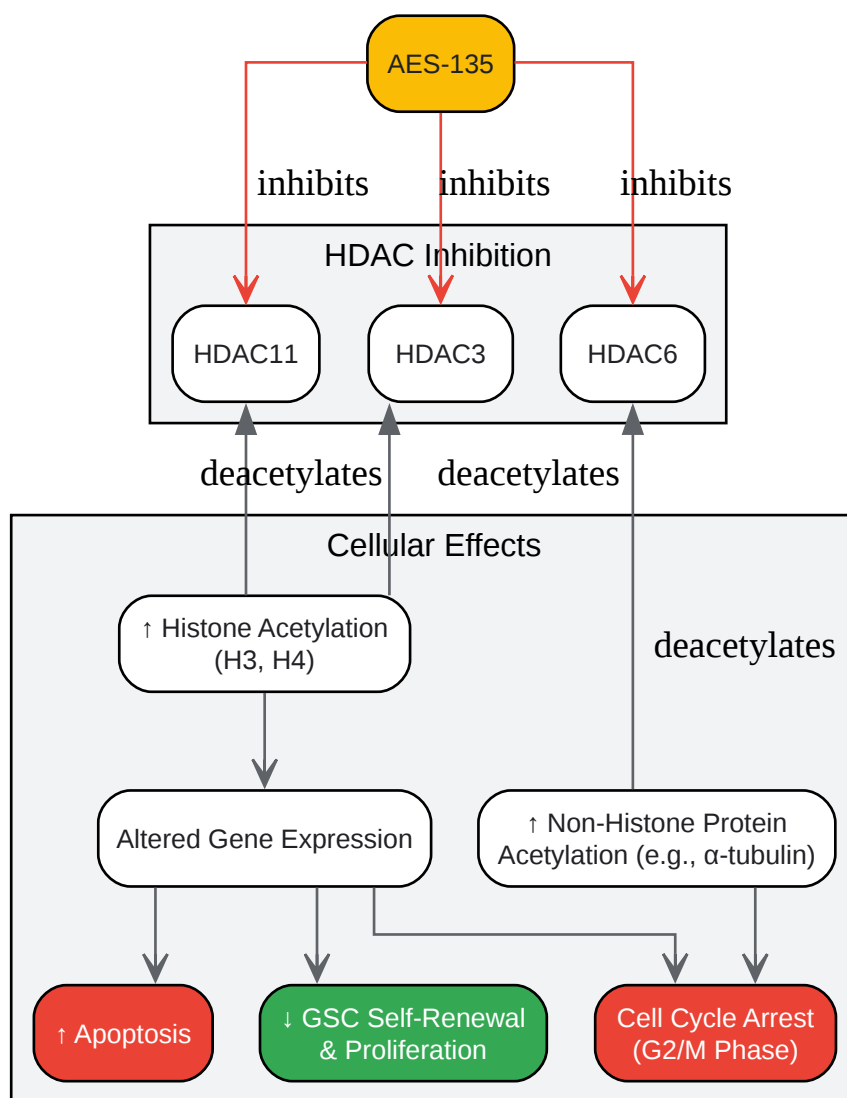 AES-135
inhibits
inhibits
inhibits
HDAC Inhibition
HDAC11
HDAC3
HDAC6
deacetylates
deacetylates
Cellular Effects
↑ Histone Acetylation
(H3, H4)
deacetylates
Altered Gene Expression
↑ Non-Histone Protein
Acetylation (e.g., α-tubulin)
↑ Apoptosis
↓ GSC Self-Renewal
& Proliferation
Cell Cycle Arrest
(G2/M Phase)